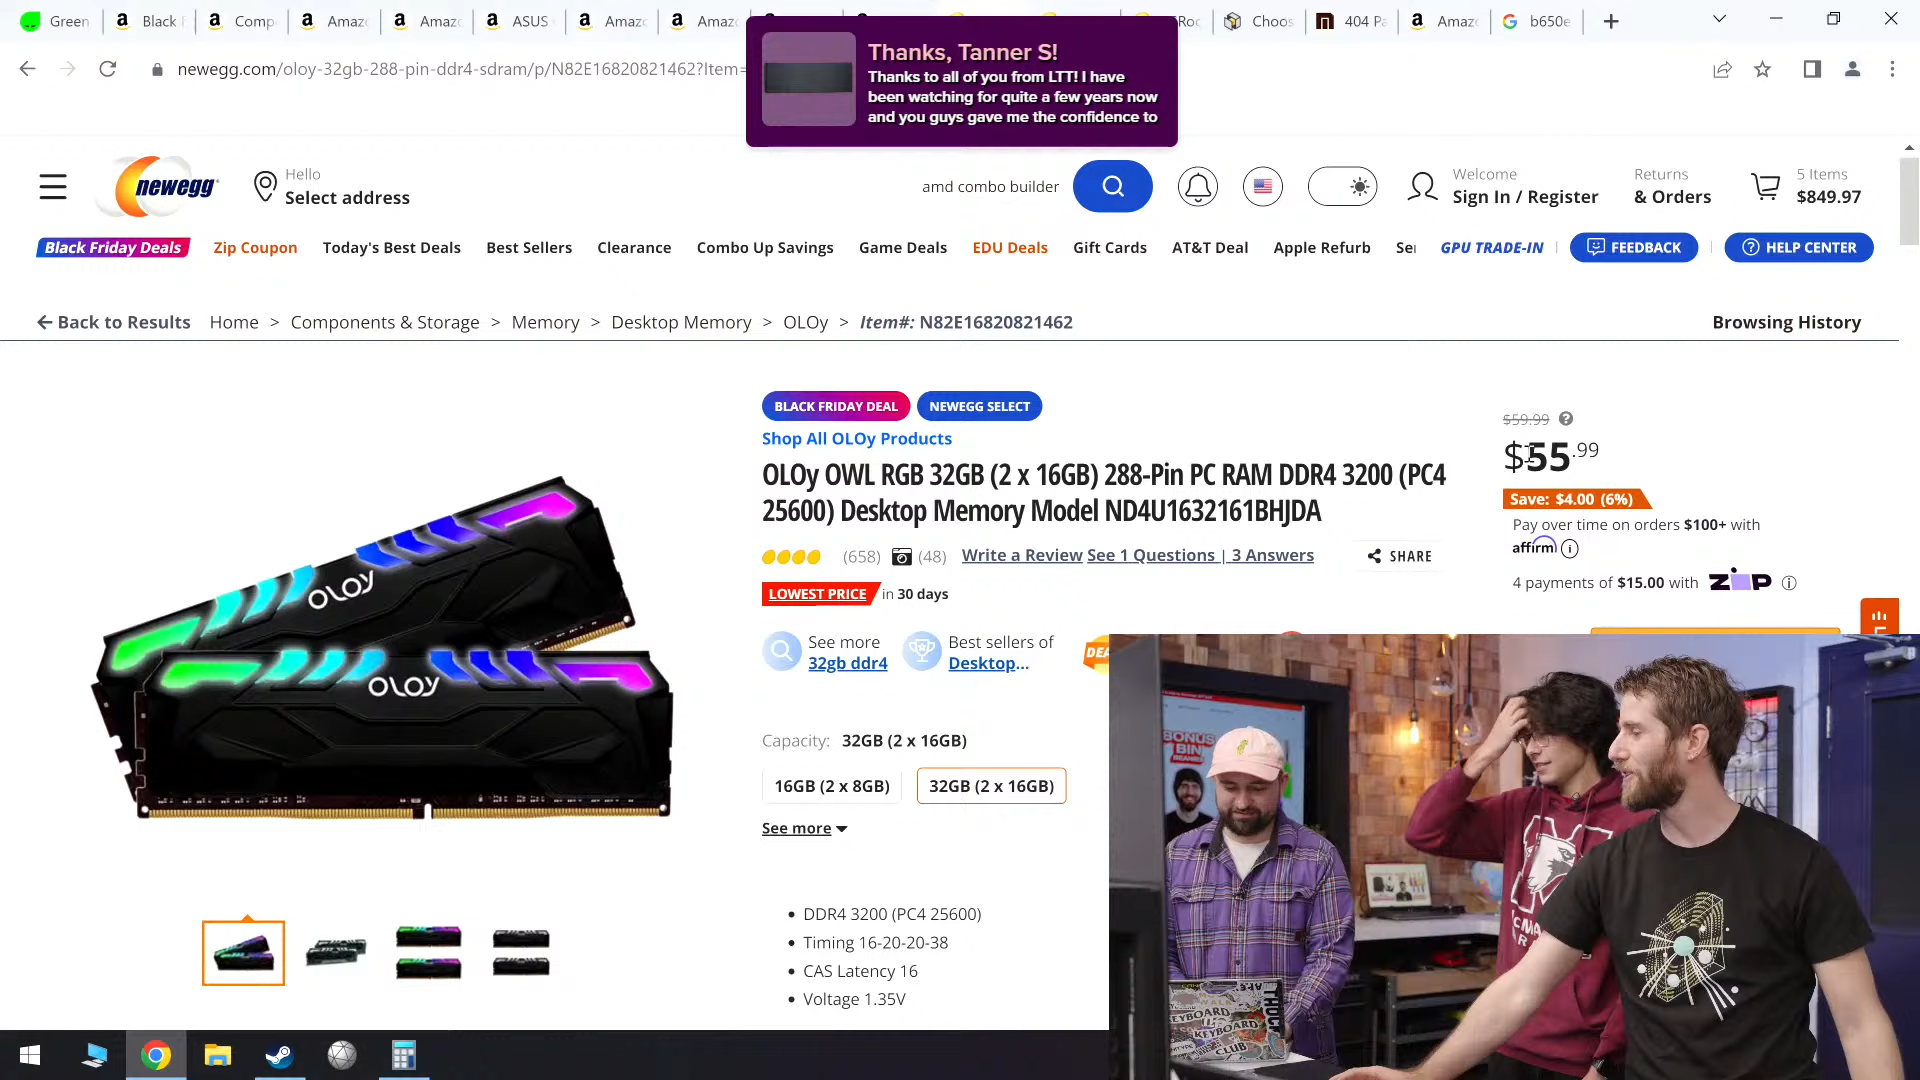 Green
Black F
Comp
Amaz
Amaz
ASUS
Amaz
Amaz
Roc
Choos
404 Pa
Amaz
b650e
newegg.com/oloy-32gb-288-pin-ddr4-sdram/p/N82E16820821462?Item=
Thanks, Tanner S!
Thanks to all of you from LTT! I have
been watching for quite a few years now
and you guys gave me the confidence to
newegg
Hello
Select address
amd combo builder
Welcome
Sign In / Register
Returns
& Orders
5 Items
$849.97
Black Friday Deals
Zip Coupon
Today's Best Deals
Best Sellers
Clearance
Combo Up Savings
Game Deals
EDU Deals
Gift Cards
AT&T Deal
Apple Refurb
Se
GPU TRADE-IN
FEEDBACK
HELP CENTER
Back to Results
Home > Components & Storage > Memory > Desktop Memory > OLOy > Item#: N82E16820821462
Browsing History
BLACK FRIDAY DEAL
NEWEGG SELECT
Shop All OLOy Products
OLOy OWL RGB 32GB (2 x 16GB) 288-Pin PC RAM DDR4 3200 (PC4
25600) Desktop Memory Model ND4U1632161BHJDA
(658)
(48)
Write a Review
See 1 Questions | 3 Answers
SHARE
LOWEST PRICE in 30 days
See more
32gb ddr4
Best sellers of
Desktop...
DEA
$59.99
$55.99
Save: $4.00 (6%)
Pay over time on orders $100+ with
affirm
4 payments of $15.00 with ZIP
OLOY
OLOY
Capacity: 32GB (2 x 16GB)
16GB (2 x 8GB)
32GB (2 x 16GB)
See more
DDR4 3200 (PC4 25600)
Timing 16-20-20-38
CAS Latency 16
Voltage 1.35V
BONUS
BIN
KEYBOARD
KEYBOARD
CLUB
THOCK